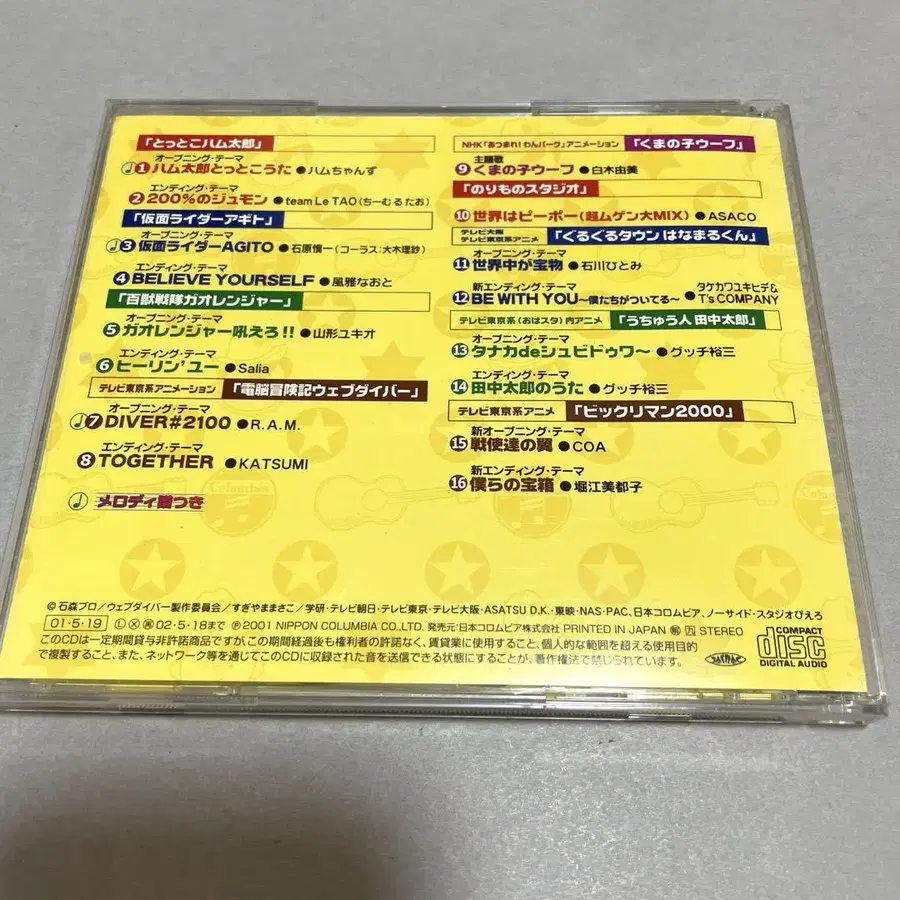 「とっとこハム太郎」
オープニング・テーマ
1 ハム太郎とっとこうた ●ハムちゃんず
エンディング・テーマ
2 200%のジュモン ●team Le TAO(ちーむ る たお)
「仮面ライダーアギト」
オープニング・テーマ
3 仮面ライダーAGITO ●石原慎一(コーラス:大木理紗)
エンディング・テーマ
4 BELIEVE YOURSELF ●風雅なおと
「百獣戦隊ガオレンジャー」
オープニング・テーマ
5 ガオレンジャー吼えろ!! ●山形ユキオ
エンディング・テーマ
6 ヒーリン’ユー ●Salia
テレビ東京系アニメーション 「電脳冒険記ウェブダイバー」
オープニング・テーマ
7 DIVER#2100 ●R.A.M.
エンディング・テーマ
8 TOGETHER ●KATSUMI
メロディ譜つき
NHK「あつまれ!わんパーク」アニメーション 「くまの子ウーフ」
主題歌
9 くまの子ウーフ ●白木由美
「のりものスタジオ」
10 世界はピーポー(超ムゲン大MIX) ●ASACO
テレビ大阪
テレビ東京系アニメ 「ぐるぐるタウン はなまるくん」
オープニング・テーマ
11 世界中が宝物 ●石川ひとみ
新エンディング・テーマ
12 BE WITH YOU~僕たちがついてる~ ●タケカワユキヒデ&
T's COMPANY
テレビ東京系(おはスタ)内アニメ 「うちゅう人 田中太郎」
オープニング・テーマ
13 タナカdeシュビドゥワ~ ●グッチ裕三
エンディング・テーマ
14 田中太郎のうた ●グッチ裕三
テレビ東京系アニメ 「ビックリマン2000」
新オープニング・テーマ
15 戦使達の翼 ●COA
新エンディング・テーマ
16 僕らの宝箱 ●堀江美都子
©石森プロ/ウェブダイバー製作委員会/すぎやままさこ/学研・テレビ朝日・テレビ東京・テレビ大阪・ASATSU D.K.・東映・NAS・PAC、日本コロムビア、ノーサイド・スタジオぴえろ
01・5・19 Ⓛ Ⓧ 02・5・18まで ℗2001 NIPPON COLUMBIA CO.,LTD. 発売元:日本コロムビア株式会社 PRINTED IN JAPAN STEREO
このCDは一定期間貸与非許諾商品ですが、この期間経過後も権利者の許諾なく、賃貸業に使用すること、個人的な範囲を超える使用目的
で複製すること、また、ネットワーク等を通じてこのCDに収録された音を送信できる状態にすることが、著作権法で禁じられています。
JASRAC
COMPACT
disc
DIGITAL AUDIO
Columbia